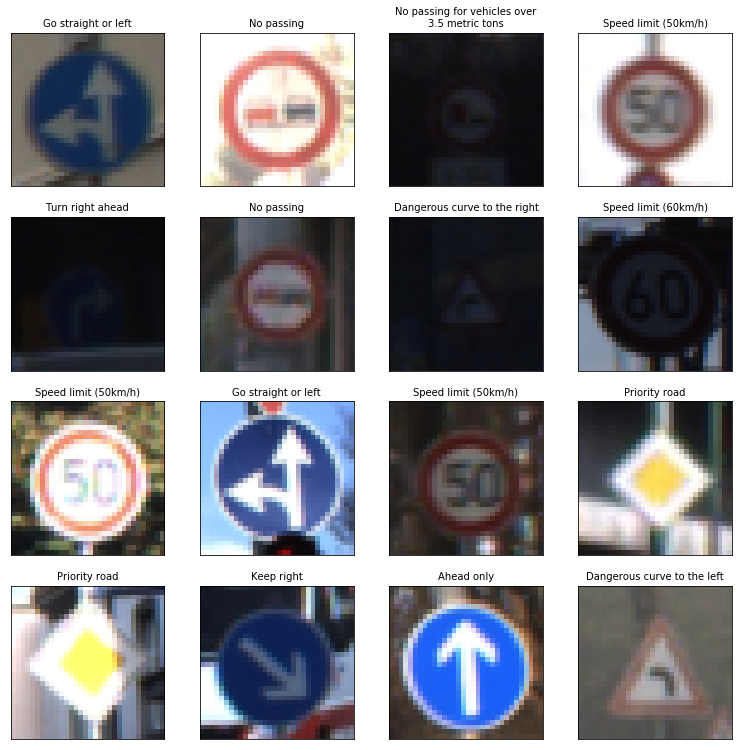 Go straight or left
No passing
No passing for vehicles over
3.5 metric tons
Speed limit (50km/h)
50
Turn right ahead
No passing
Dangerous curve to the right
Speed limit (60km/h)
60
Speed limit (50km/h)
Go straight or left
Speed limit (50km/h)
Priority road
50
50
Priority road
Keep right
Ahead only
Dangerous curve to the left